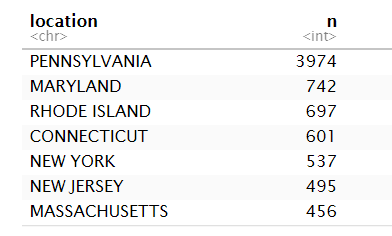 location n
<chr> <int>
PENNSYLVANIA 3974
MARYLAND 742
RHODE ISLAND 697
CONNECTICUT 601
NEW YORK 537
NEW JERSEY 495
MASSACHUSETTS 456